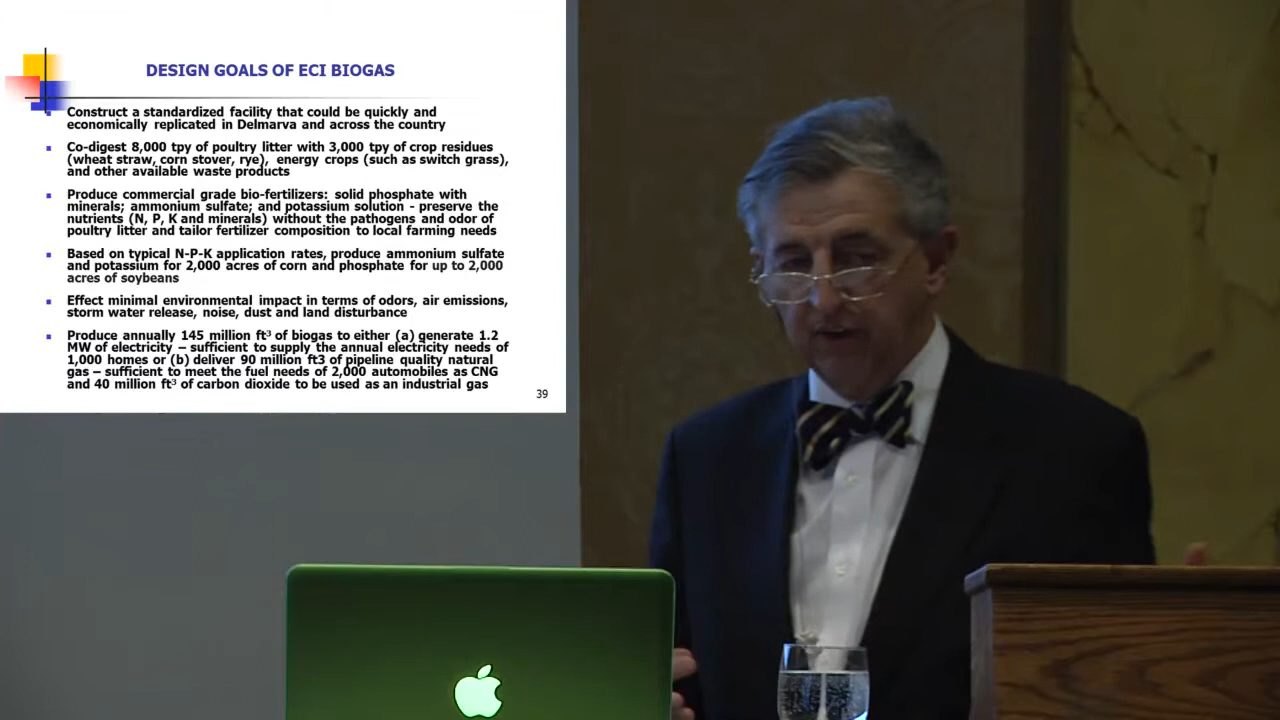 DESIGN GOALS OF ECI BIOGAS
Construct a standardized facility that could be quickly and
economically replicated in Delmarva and across the country
Co-digest 8,000 tpy of poultry litter with 3,000 tpy of crop residues
(wheat straw, corn stover, rye), energy crops (such as switch grass),
and other available waste products
Produce commercial grade bio-fertilizers: solid phosphate with
minerals; ammonium sulfate; and potassium solution - preserve the
nutrients (N, P, K and minerals) without the pathogens and odor of
poultry litter and tailor fertilizer composition to local farming needs
Based on typical N-P-K application rates, produce ammonium sulfate
and potassium for 2,000 acres of corn and phosphate for up to 2,000
acres of soybeans
Effect minimal environmental impact in terms of odors, air emissions,
storm water release, noise, dust and land disturbance
Produce annually 145 million ft³ of biogas to either (a) generate 1.2
MW of electricity – sufficient to supply the annual electricity needs of
1,000 homes or (b) deliver 90 million ft3 of pipeline quality natural
gas – sufficient to meet the fuel needs of 2,000 automobiles as CNG
and 40 million ft³ of carbon dioxide to be used as an industrial gas
39